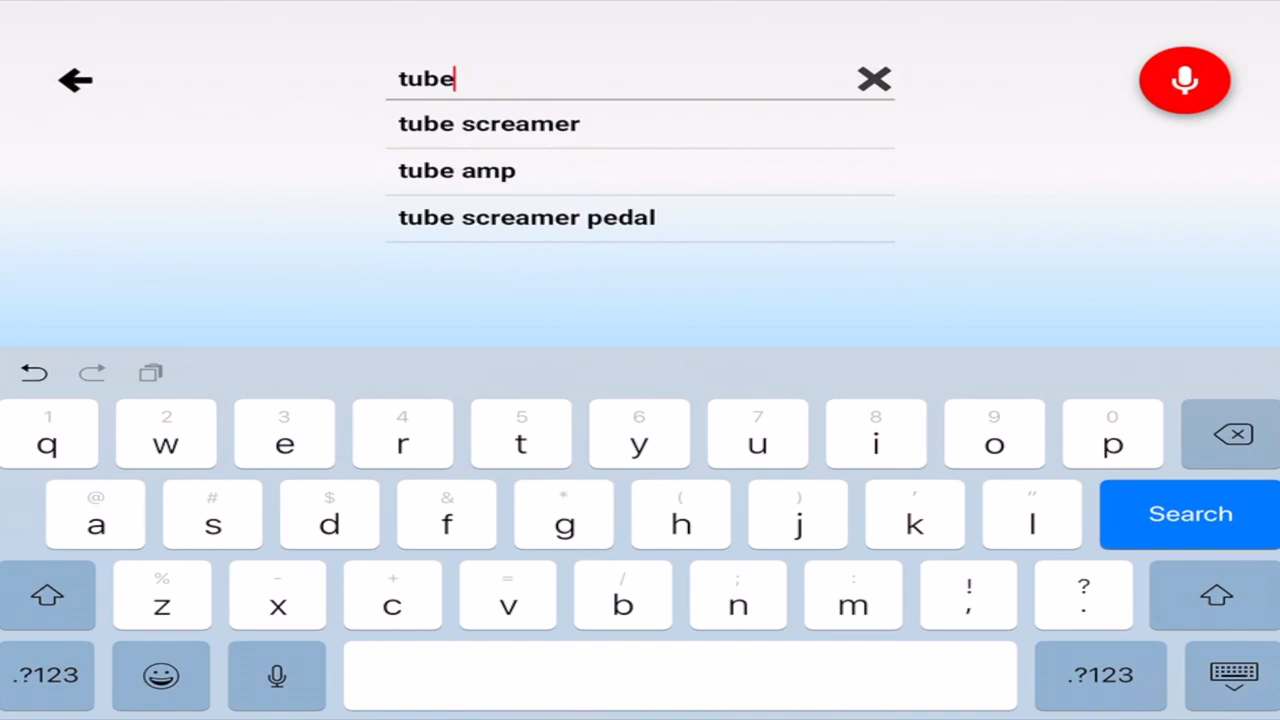 tube
tube screamer
tube amp
tube screamer pedal
1 2 3 4 5 6 7 8 9 0
q w e r t y u i o p
@ # $ & * ( ) ' "
a s d f g h j k l Search
% - + = / ; : ! ?
z x c v b n m , .
.?123 .?123